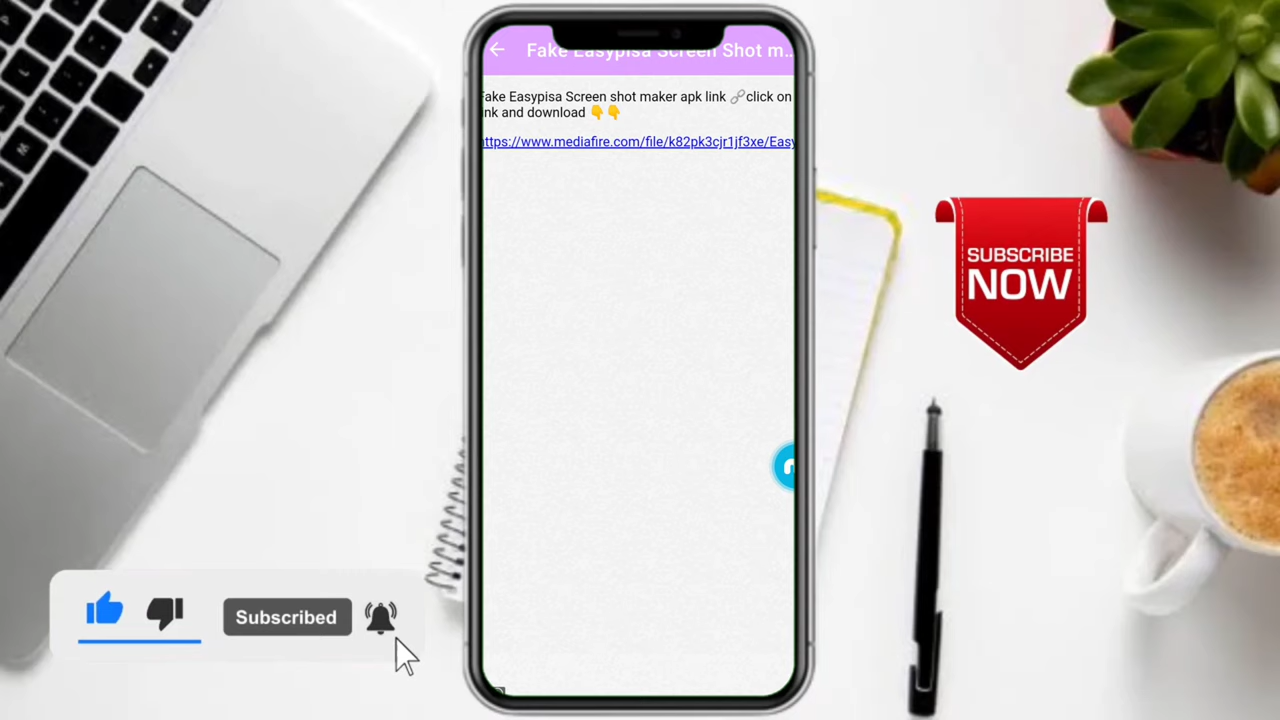 Fake Easypisa Screen Shot m...
Fake Easypisa Screen shot maker apk link 🔗click on
nk and download 👇👇
ttps://www.mediafire.com/file/k82pk3cjr1jf3xe/Easy
SUBSCRIBE
NOW
Subscribed